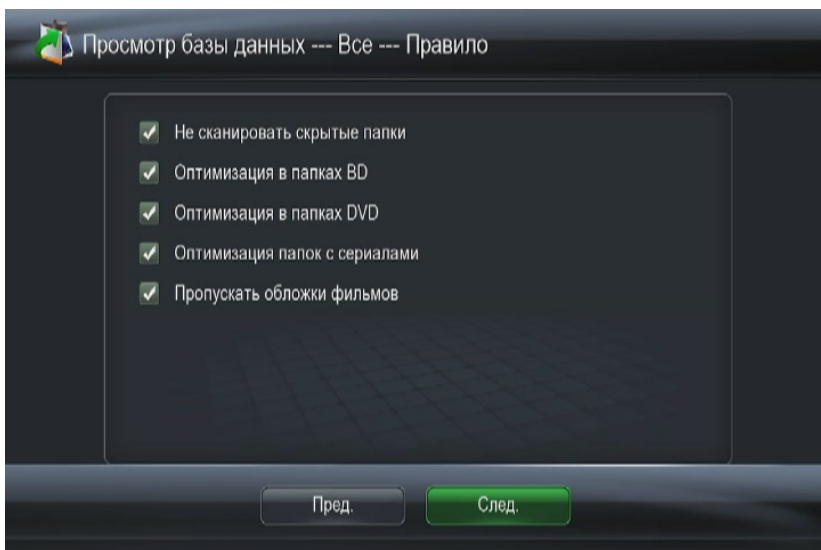 Просмотр базы данных --- Все --- Правило
Не сканировать скрытые папки
Оптимизация в папках BD
Оптимизация в папках DVD
Оптимизация папок с сериалами
Пропускать обложки фильмов
Пред.
След.